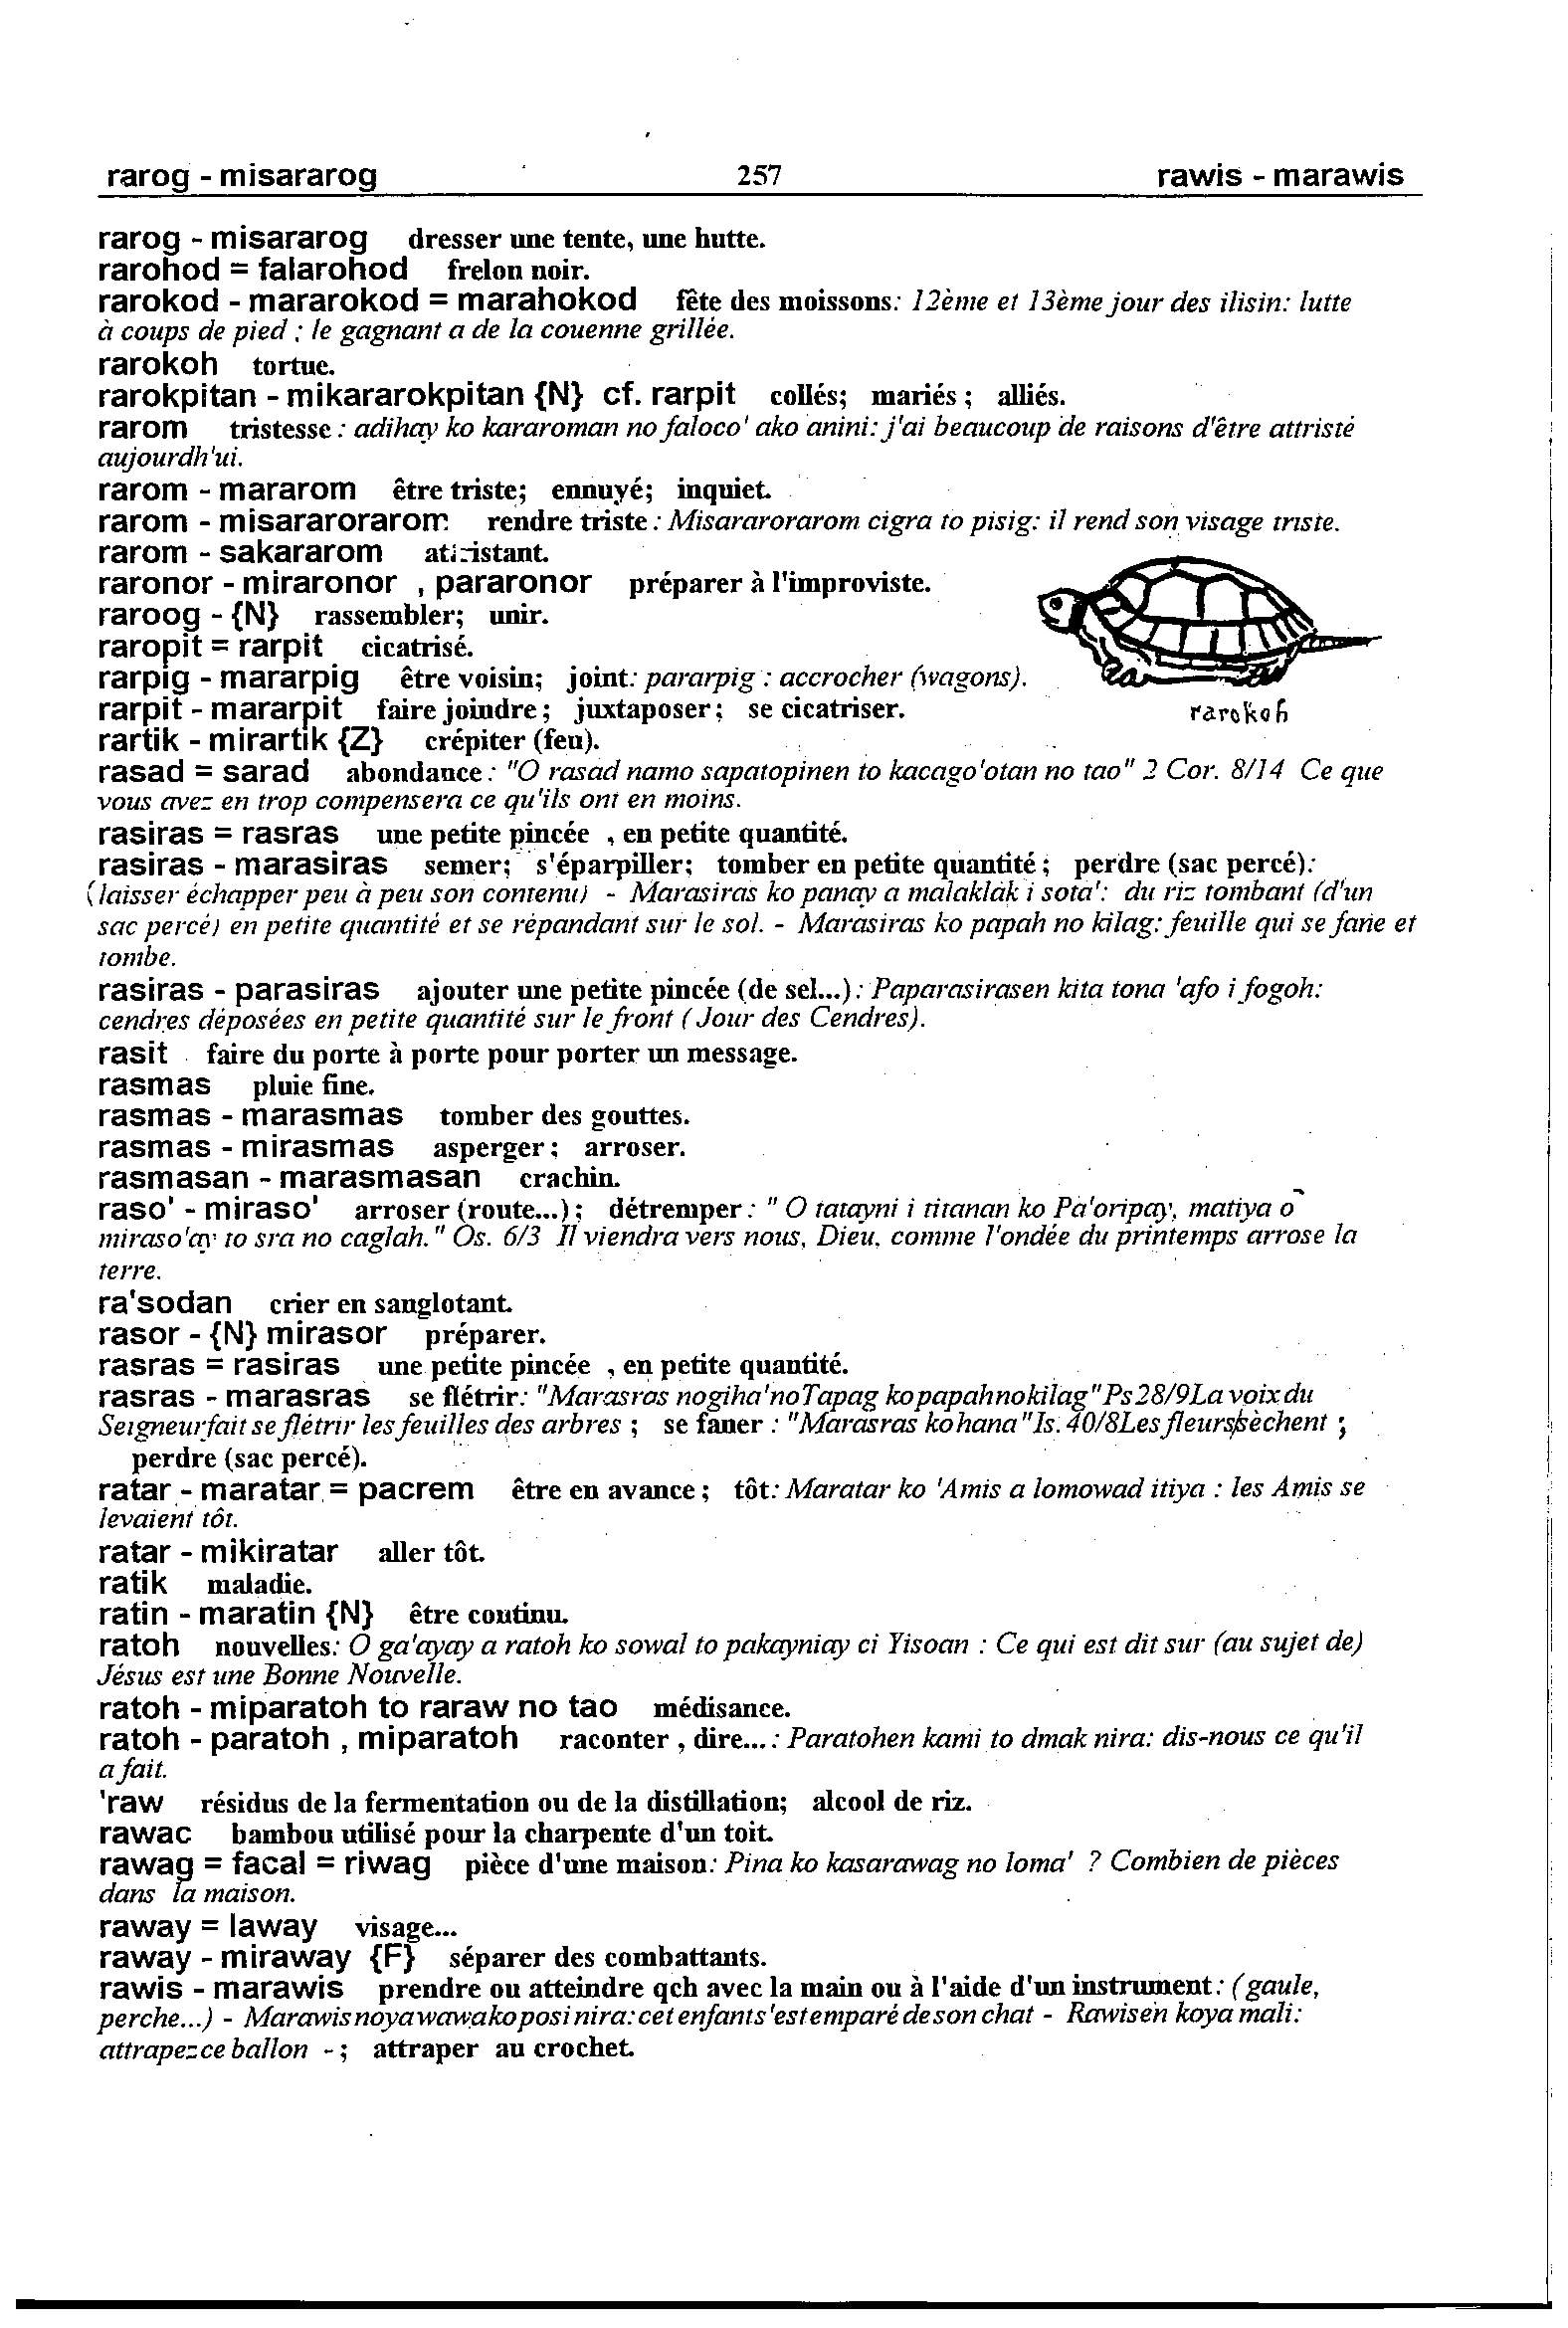 rarog - misararog 257 rawis - marawis
rarog - misararog dresser une tente, une hutte.
rarohod = falarohod frelon noir.
rarokod - mararokod = marahokod fête des moissons: 12ème et 13ème jour des ilisin: lutte
à coups de pied ; le gagnant a de la couenne grillée.
rarokoh tortue.
rarokpitan - mikararokpitan {N} cf. rarpit collés; mariés ; alliés.
rarom tristesse : adihay ko kararoman no faloco' ako anini: j'ai beaucoup de raisons d'être attristé
aujourdh'ui.
rarom - mararom être triste; ennuyé; inquiet.
rarom - misararorarom rendre triste : Misararorarom cigra to pisig: il rend son visage triste.
rarom - sakararom attristant.
raronor - miraronor , pararonor préparer à l'improviste.
raroog - {N} rassembler; unir.
raropit = rarpit cicatrisé.
rarpig - mararpig être voisin; joint: pararpig : accrocher (wagons).
rarpit - mararpit faire joindre ; juxtaposer ; se cicatriser.
rarokoh
rartik - mirartik {Z} crépiter (feu).
rasad = sarad abondance : "O rasad namo sapatopinen to kacago'otan no tao" 2 Cor. 8/14 Ce que
vous avez en trop compensera ce qu'ils ont en moins.
rasiras = rasras une petite pincée , en petite quantité.
rasiras - marasiras semer; s'éparpiller; tomber en petite quantité ; perdre (sac percé):
(laisser échapper peu à peu son contenu) - Marasiras ko panay a malaklak i sota': du riz tombant (d'un
sac percé) en petite quantité et se répandant sur le sol. - Marasiras ko papah no kilag: feuille qui se fane et
tombe.
rasiras - parasiras ajouter une petite pincée (de sel...) : Paparasirasen kita tona 'afo i fogoh:
cendres déposées en petite quantité sur le front ( Jour des Cendres).
rasit faire du porte à porte pour porter un message.
rasmas pluie fine.
rasmas - marasmas tomber des gouttes.
rasmas - mirasmas asperger ; arroser.
rasmasan - marasmasan crachin.
raso' - miraso' arroser (route...) ; détremper : " O tatayni i titanan ko Pa'oripay, matiya o
miraso'ay to sra no caglah. " Os. 6/3 Il viendra vers nous, Dieu, comme l'ondée du printemps arrose la
terre.
ra'sodan crier en sanglotant.
rasor - {N} mirasor préparer.
rasras = rasiras une petite pincée , en petite quantité.
rasras - marasras se flétrir: "Marasras nogiha'no Tapag ko papah no kilag" Ps 28/9 La voix du
Seigneur fait se flétrir les feuilles des arbres ; se faner : "Marasras ko hana" Is. 40/8 Les fleurs sèchent ;
perdre (sac percé).
ratar - maratar = pacrem être en avance ; tôt: Maratar ko 'Amis a lomowad itiya : les Amis se
levaient tôt.
ratar - mikiratar aller tôt.
ratik maladie.
ratin - maratin {N} être continu.
ratoh nouvelles: O ga'ayay a ratoh ko sowal to pakayniay ci Yisoan : Ce qui est dit sur (au sujet de)
Jésus est une Bonne Nouvelle.
ratoh - miparatoh to raraw no tao médisance.
ratoh - paratoh , miparatoh raconter , dire... : Paratohen kami to dmak nira: dis-nous ce qu'il
a fait.
'raw résidus de la fermentation ou de la distillation; alcool de riz.
rawac bambou utilisé pour la charpente d'un toit.
rawag = facal = riwag pièce d'une maison: Pina ko kasarawag no loma' ? Combien de pièces
dans la maison.
raway = laway visage...
raway - miraway {F} séparer des combattants.
rawis - marawis prendre ou atteindre qch avec la main ou à l'aide d'un instrument : (gaule,
perche...) - Marawis noya wawa ko posi nira: cet enfant s'est emparé de son chat - Rawisen koya mali:
attrapez ce ballon - ; attraper au crochet.